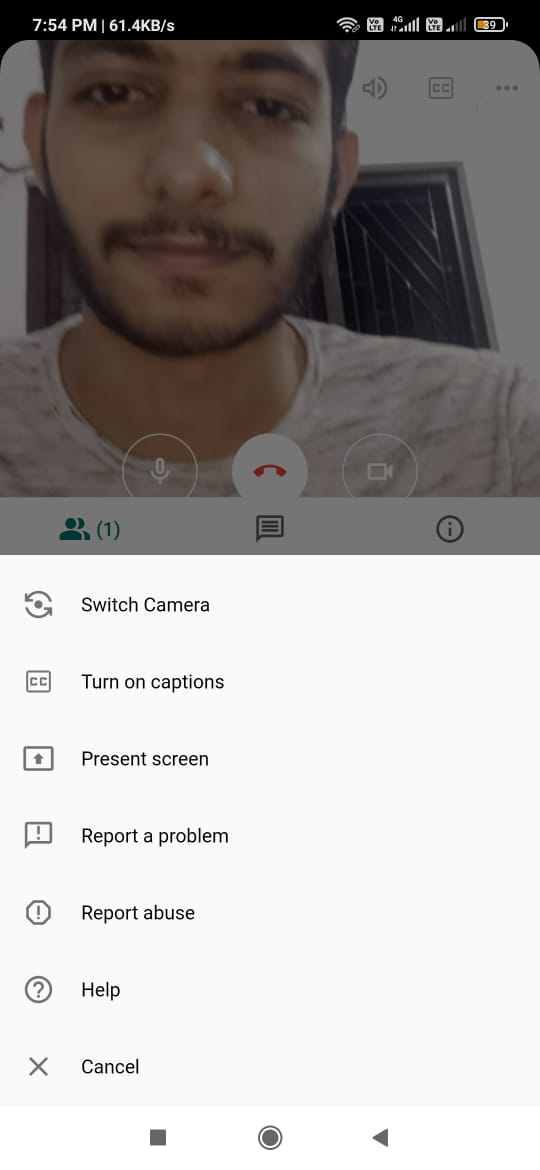 7:54 PM | 61.4KB/s
Vo LTE 4G Vo LTE 39
CC
(1)
Switch Camera
CC Turn on captions
Present screen
Report a problem
Report abuse
Help
Cancel